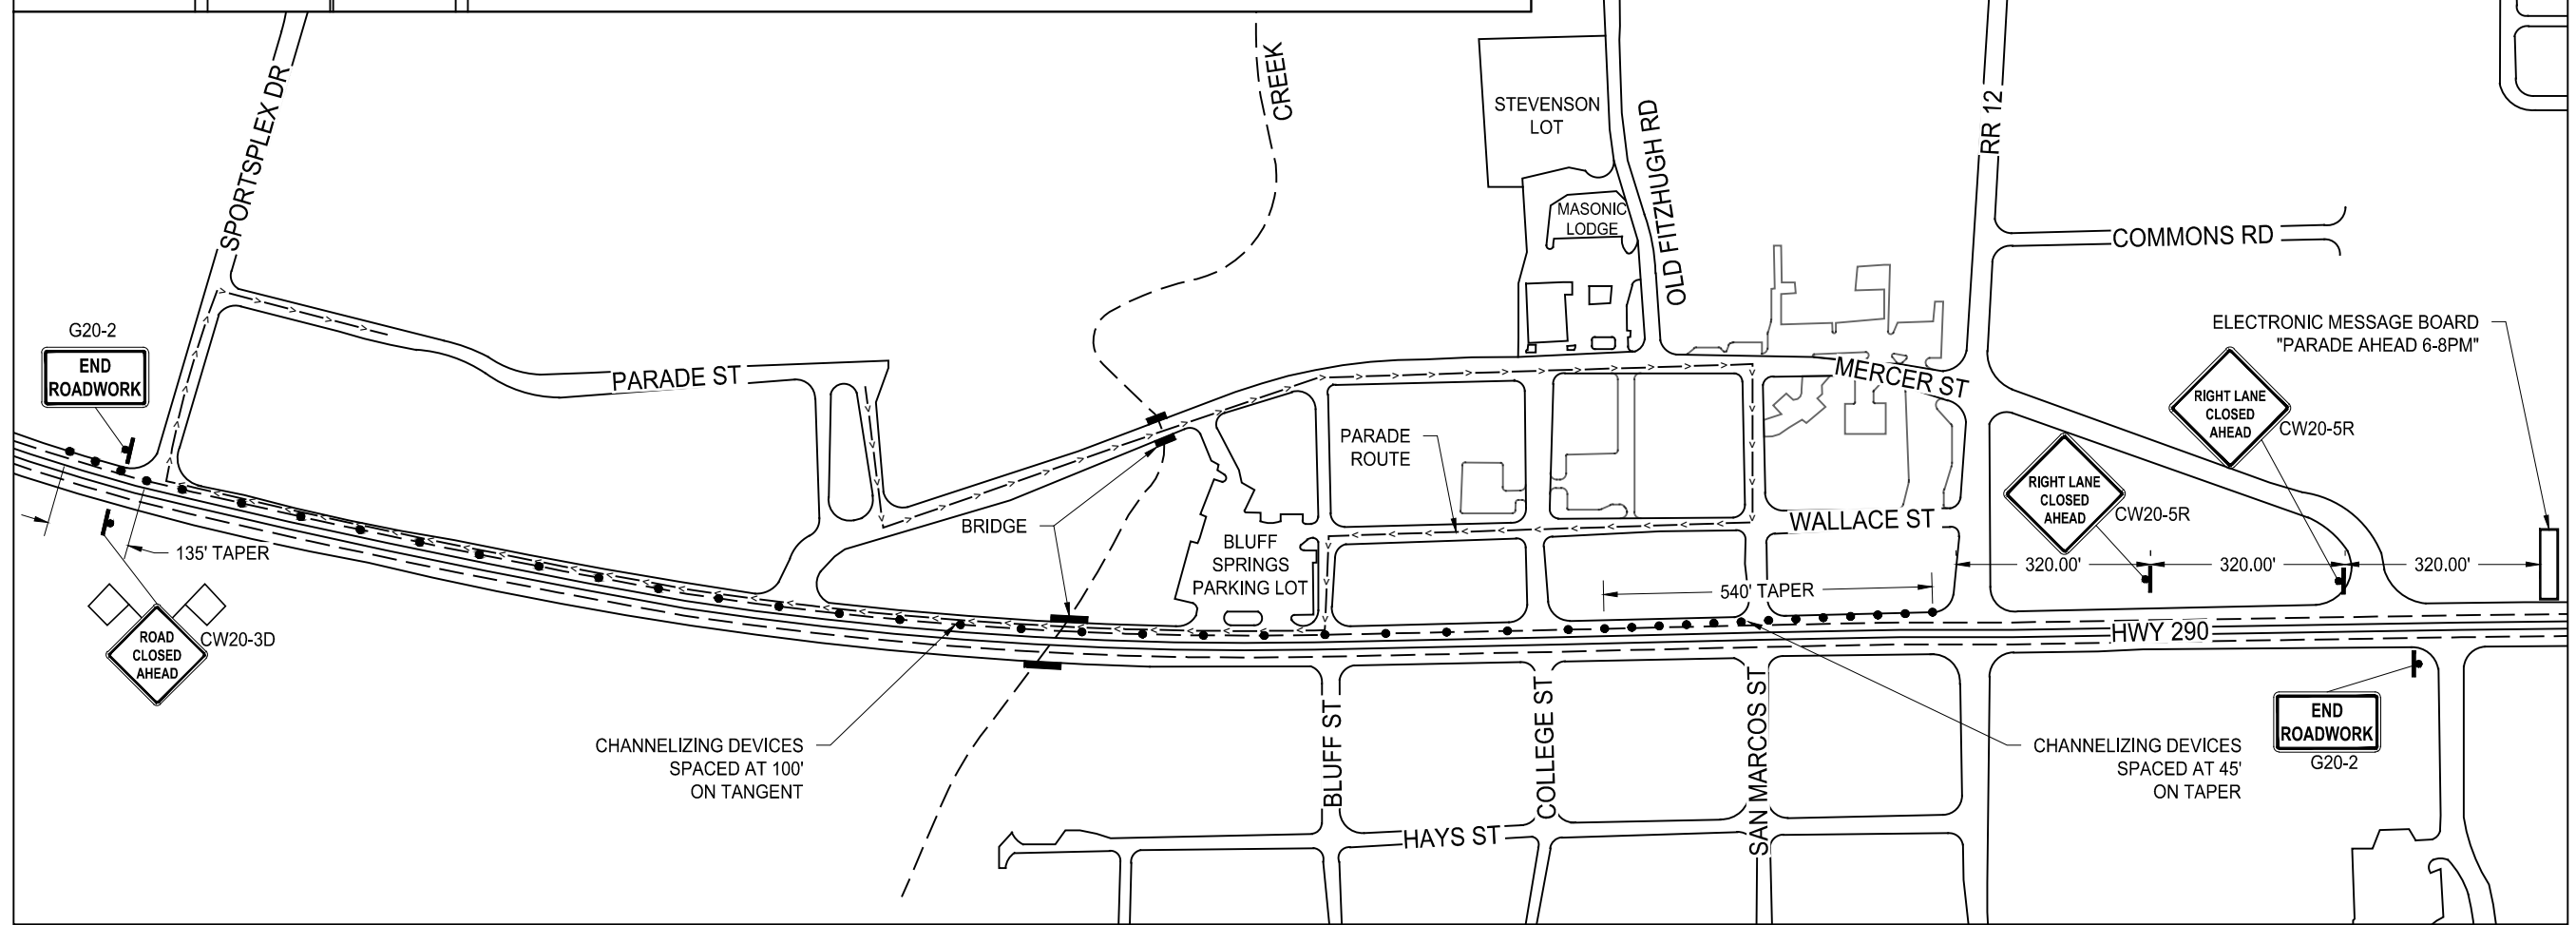 CREEK
SPORTSPLEX DR
STEVENSON
LOT
OLD FITZHUGH RD
RR 12
MASONIC
LODGE
COMMONS RD
G20-2
END
ROADWORK
PARADE ST
MERCER ST
ELECTRONIC MESSAGE BOARD
"PARADE AHEAD 6-8PM"
RIGHT LANE
CLOSED
AHEAD
CW20-5R
PARADE
ROUTE
RIGHT LANE
CLOSED
AHEAD
CW20-5R
BRIDGE
WALLACE ST
135' TAPER
BLUFF
SPRINGS
PARKING LOT
540' TAPER
320.00'
320.00'
320.00'
ROAD
CLOSED
AHEAD
CW20-3D
HWY 290
CHANNELIZING DEVICES
SPACED AT 100'
ON TANGENT
BLUFF ST
COLLEGE ST
SAN MARCOS ST
CHANNELIZING DEVICES
SPACED AT 45'
ON TAPER
END
ROADWORK
G20-2
HAYS ST